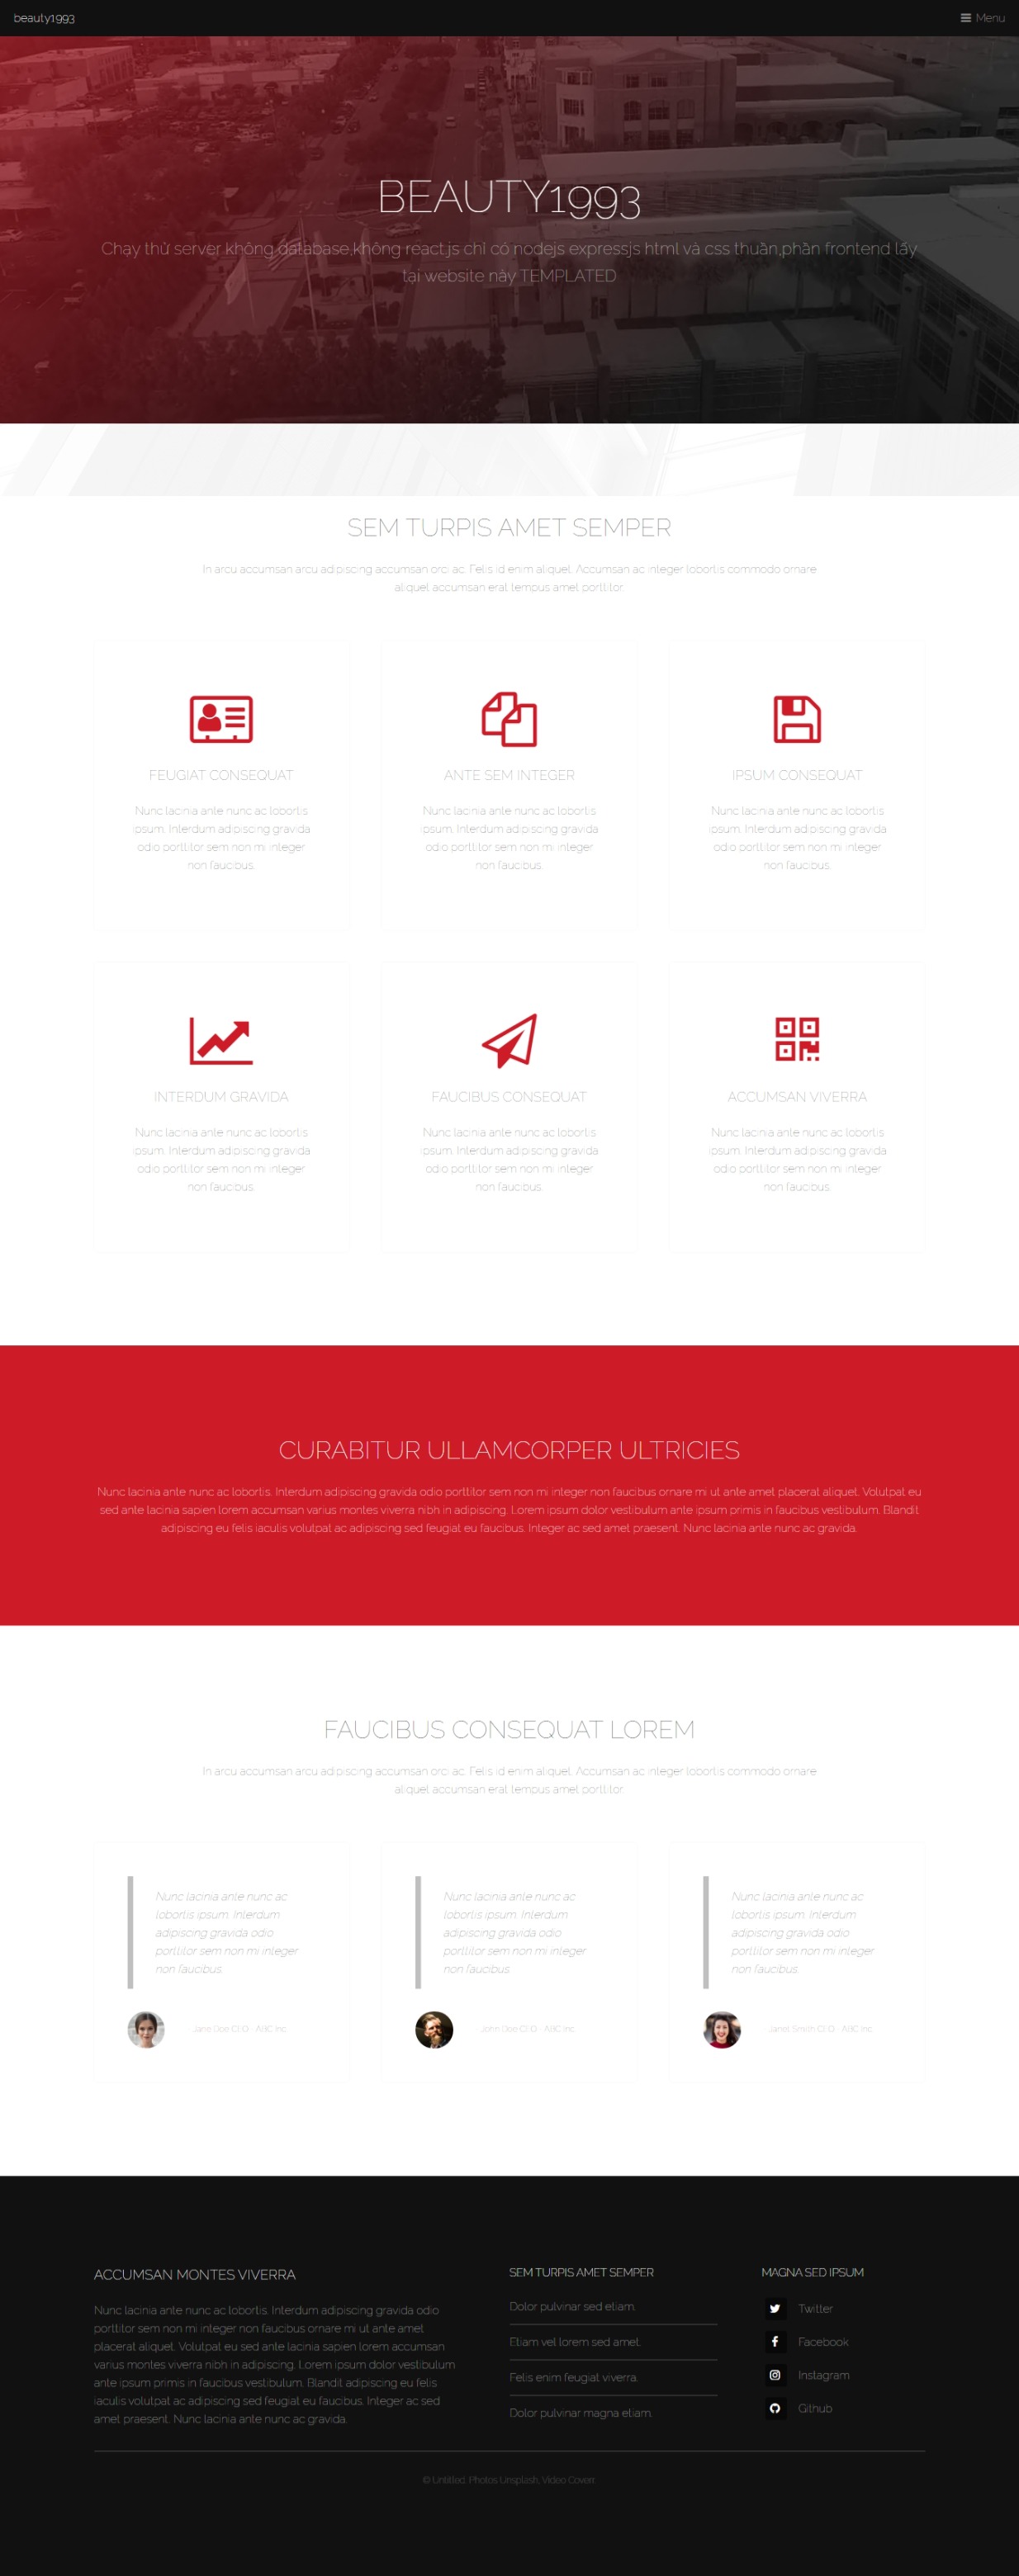 beauty1993
Menu
BEAUTY1993
Chạy thử server không database,không react.js chỉ có nodejs expressjs html và css thuần,phần frontend lấy
tại website này TEMPLATED
SEM TURPIS AMET SEMPER
In arcu accumsan arcu adipiscing accumsan orci ac. Felis id enim aliquet. Accumsan ac integer lobortis commodo ornare
aliquet accumsan erat tempus amet porttitor.
FEUGIAT CONSEQUAT
Nunc lacinia ante nunc ac lobortis
ipsum. Interdum adipiscing gravida
odio porttitor sem non mi integer
non faucibus.
ANTE SEM INTEGER
Nunc lacinia ante nunc ac lobortis
ipsum. Interdum adipiscing gravida
odio porttitor sem non mi integer
non faucibus.
IPSUM CONSEQUAT
Nunc lacinia ante nunc ac lobortis
ipsum. Interdum adipiscing gravida
odio porttitor sem non mi integer
non faucibus.
INTERDUM GRAVIDA
Nunc lacinia ante nunc ac lobortis
ipsum. Interdum adipiscing gravida
odio porttitor sem non mi integer
non faucibus.
FAUCIBUS CONSEQUAT
Nunc lacinia ante nunc ac lobortis
ipsum. Interdum adipiscing gravida
odio porttitor sem non mi integer
non faucibus.
ACCUMSAN VIVERRA
Nunc lacinia ante nunc ac lobortis
ipsum. Interdum adipiscing gravida
odio porttitor sem non mi integer
non faucibus.
CURABITUR ULLAMCORPER ULTRICIES
Nunc lacinia ante nunc ac lobortis. Interdum adipiscing gravida odio porttitor sem non mi integer non faucibus ornare mi ut ante amet placerat aliquet. Volutpat eu
sed ante lacinia sapien lorem accumsan varius montes viverra nibh in adipiscing. Lorem ipsum dolor vestibulum ante ipsum primis in faucibus vestibulum. Blandit
adipiscing eu felis iaculis volutpat ac adipiscing sed feugiat eu faucibus. Integer ac sed amet praesent. Nunc lacinia ante nunc ac gravida.
FAUCIBUS CONSEQUAT LOREM
In arcu accumsan arcu adipiscing accumsan orci ac. Felis id enim aliquet. Accumsan ac integer lobortis commodo ornare
aliquet accumsan erat tempus amet porttitor.
Nunc lacinia ante nunc ac
lobortis ipsum. Interdum
adipiscing gravida odio
porttitor sem non mi integer
non faucibus.
Jane Doe CEO - ABC Inc.
Nunc lacinia ante nunc ac
lobortis ipsum. Interdum
adipiscing gravida odio
porttitor sem non mi integer
non faucibus.
John Doe CEO - ABC Inc.
Nunc lacinia ante nunc ac
lobortis ipsum. Interdum
adipiscing gravida odio
porttitor sem non mi integer
non faucibus.
Janet Smith CEO - ABC Inc.
ACCUMSAN MONTES VIVERRA
Nunc lacinia ante nunc ac lobortis. Interdum adipiscing gravida odio
porttitor sem non mi integer non faucibus ornare mi ut ante amet
placerat aliquet. Volutpat eu sed ante lacinia sapien lorem accumsan
varius montes viverra nibh in adipiscing. Lorem ipsum dolor vestibulum
ante ipsum primis in faucibus vestibulum. Blandit adipiscing eu felis
iaculis volutpat ac adipiscing sed feugiat eu faucibus. Integer ac sed
amet praesent. Nunc lacinia ante nunc ac gravida.
SEM TURPIS AMET SEMPER
Dolor pulvinar sed etiam.
Etiam vel lorem sed amet.
Felis enim feugiat viverra.
Dolor pulvinar magna etiam.
MAGNA SED IPSUM
Twitter
Facebook
Instagram
Github
© Untitled. Photos Unsplash, Video Coverr.